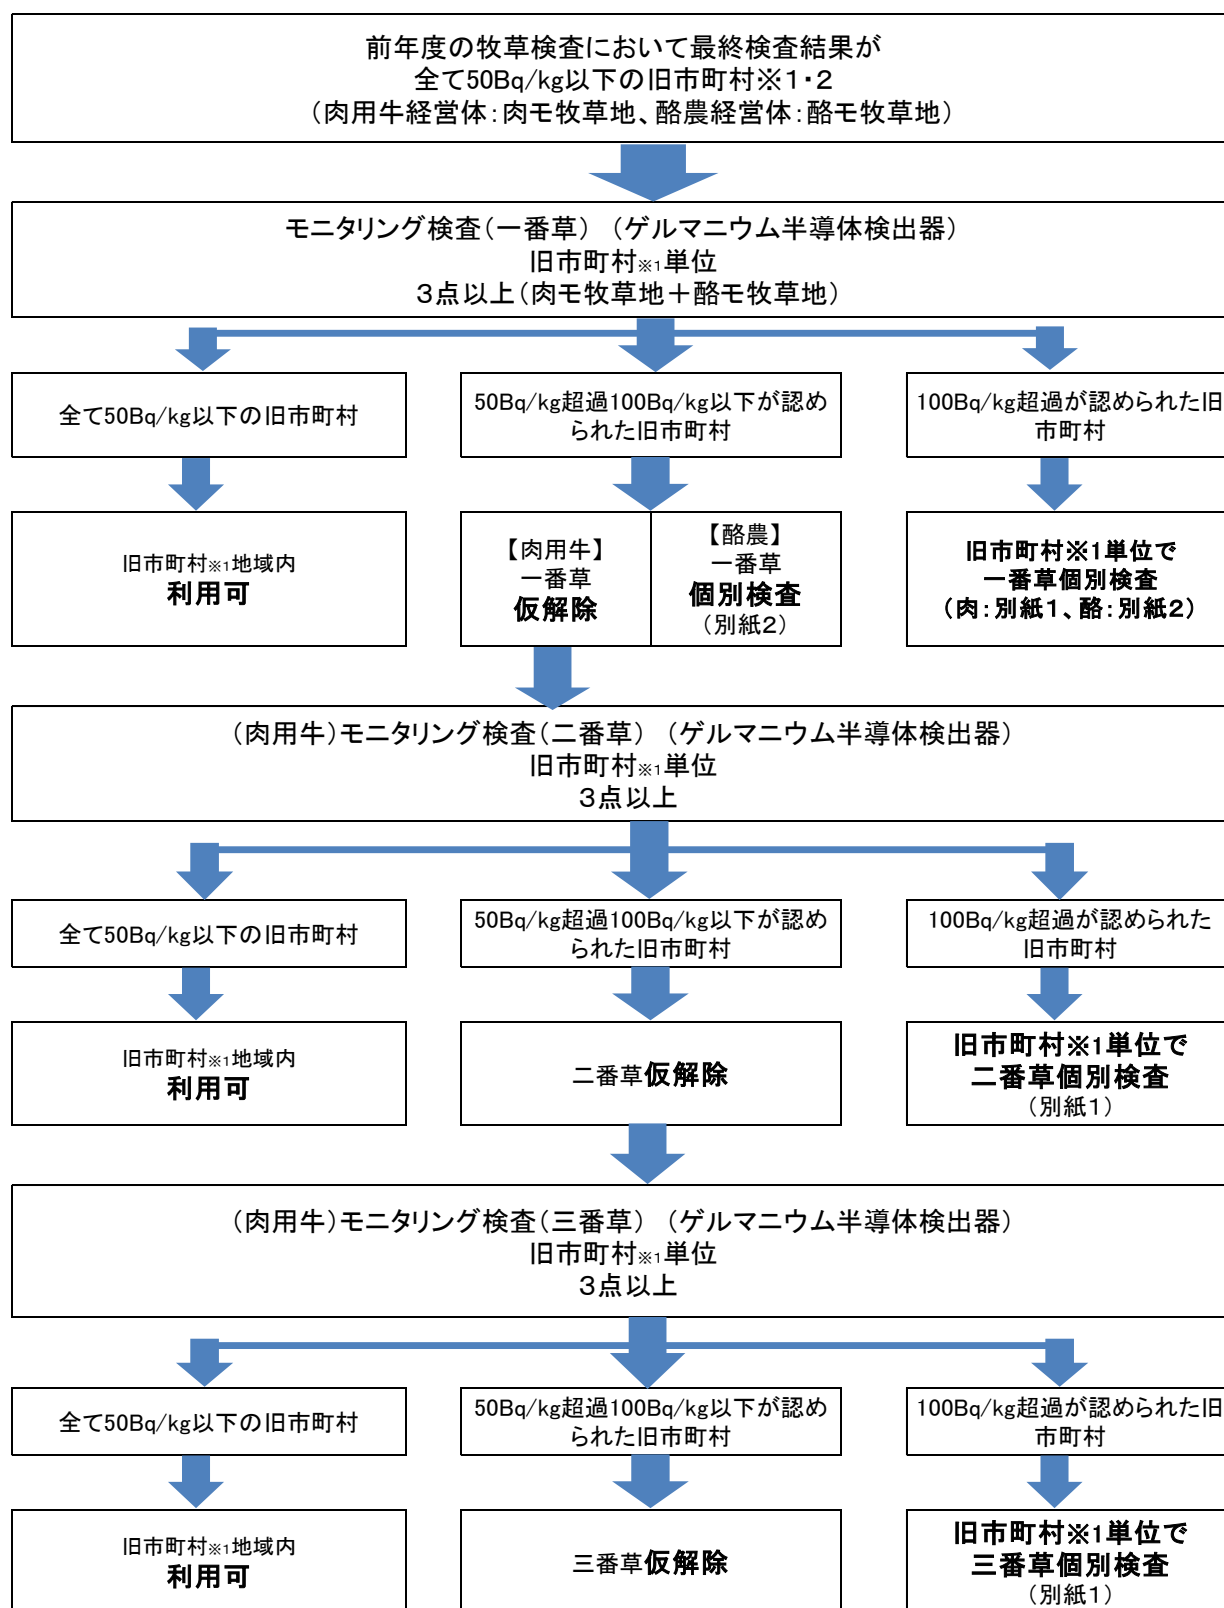 前年度の牧草検査において最終検査結果が
全て50Bq/kg以下の旧市町村※1・2
（肉用牛経営体：肉モ牧草地、酪農経営体：酪モ牧草地）
モニタリング検査（一番草）（ゲルマニウム半導体検出器）
旧市町村※1単位
3点以上（肉モ牧草地＋酪モ牧草地）
全て50Bq/kg以下の旧市町村
50Bq/kg超過100Bq/kg以下が認め
られた旧市町村
100Bq/kg超過が認められた旧
市町村
旧市町村※1地域内
利用可
【肉用牛】
一番草
仮解除
【酪農】
一番草
個別検査
（別紙2）
旧市町村※1単位で
一番草個別検査
（肉：別紙1、酪：別紙2）
（肉用牛）モニタリング検査（二番草）（ゲルマニウム半導体検出器）
旧市町村※1単位
3点以上
全て50Bq/kg以下の旧市町村
50Bq/kg超過100Bq/kg以下が認め
られた旧市町村
100Bq/kg超過が認められた
旧市町村
旧市町村※1地域内
利用可
二番草仮解除
旧市町村※1単位で
二番草個別検査
（別紙1）
（肉用牛）モニタリング検査（三番草）（ゲルマニウム半導体検出器）
旧市町村※1単位
3点以上
全て50Bq/kg以下の旧市町村
50Bq/kg超過100Bq/kg以下が認め
られた旧市町村
100Bq/kg超過が認められた旧
市町村
旧市町村※1地域内
利用可
三番草仮解除
旧市町村※1単位で
三番草個別検査
（別紙1）